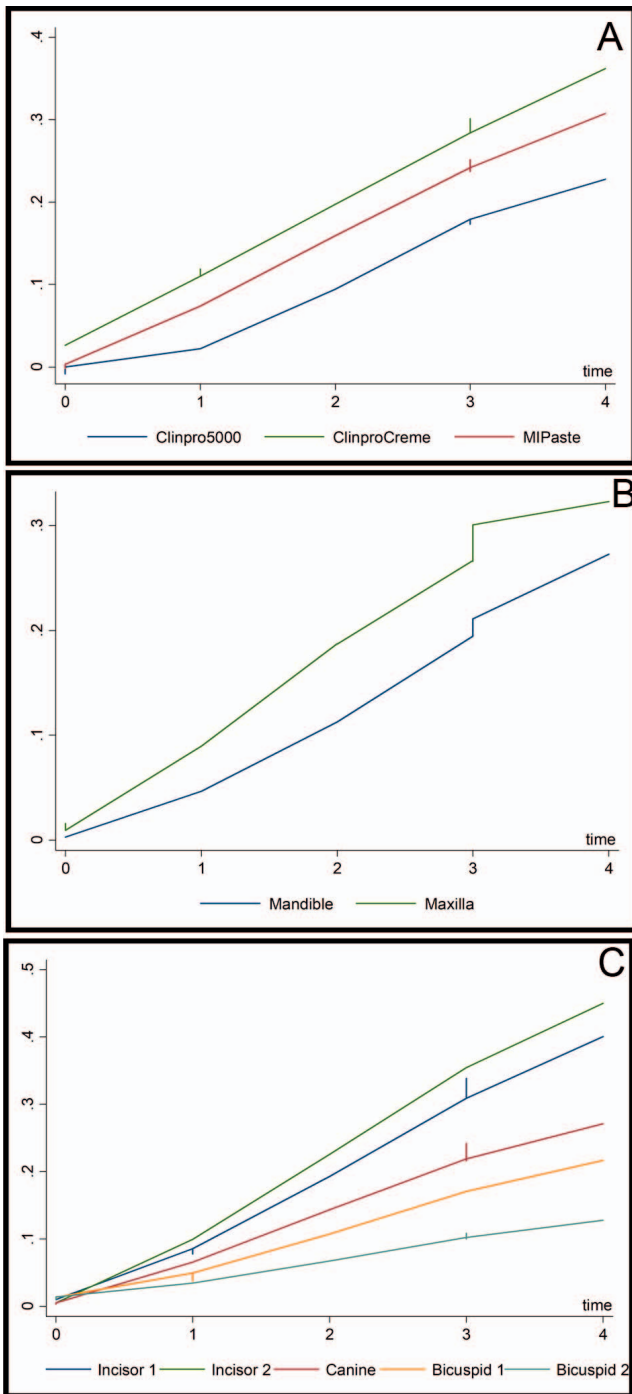 A
.4
.3
.2
.1
0
time
0 1 2 3 4
Clinpro5000 ClinproCreme MIPaste
B
.3
.2
.1
0
time
0 1 2 3 4
Mandible Maxilla
C
.5
.4
.3
.2
.1
0
time
0 1 2 3 4
Incisor 1 Incisor 2 Canine Bicuspid 1 Bicuspid 2